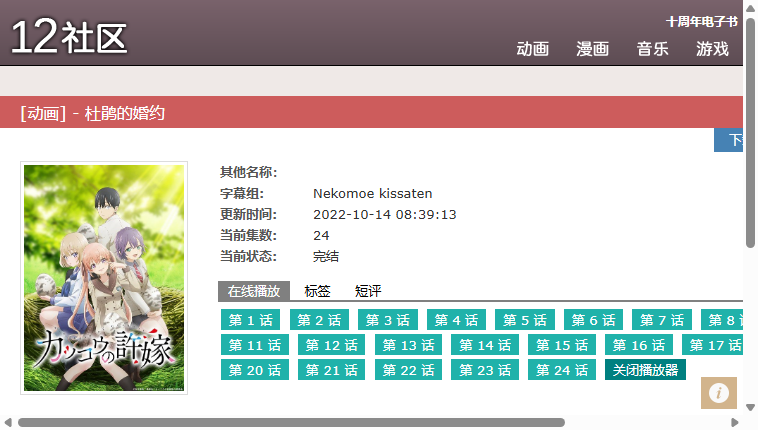 12社区
十周年电子书
动画 漫画 音乐 游戏
[动画] - 杜鹃的婚约
下
其他名称:
字幕组: Nekomoe kissaten
更新时间: 2022-10-14 08:39:13
当前集数: 24
当前状态: 完结
カッコウの許嫁
在线播放 标签 短评
第 1 话 第 2 话 第 3 话 第 4 话 第 5 话 第 6 话 第 7 话 第 8
第 11 话 第 12 话 第 13 话 第 14 话 第 15 话 第 16 话 第 17 话
第 20 话 第 21 话 第 22 话 第 23 话 第 24 话 关闭播放器
i